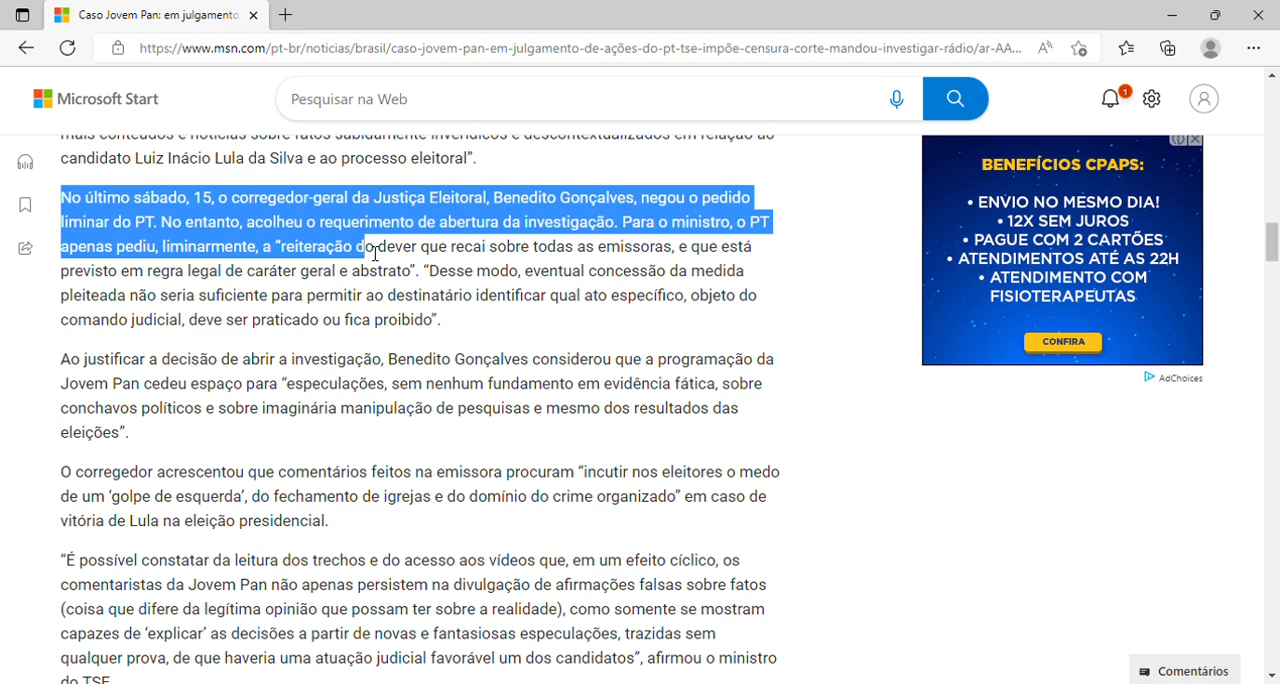 Caso Jovem Pan: em julgamento
https://www.msn.com/pt-br/noticias/brasil/caso-jovem-pan-em-julgamento-de-ações-do-pt-tse-impõe-censura-corte-mandou-investigar-rádio/ar-AA...
Microsoft Start
Pesquisar na Web
1
mais conteúdos e notícias sobre fatos sabidamente inverídicos e descontextualizados em relação ao
candidato Luiz Inácio Lula da Silva e ao processo eleitoral”.
No último sábado, 15, o corregedor-geral da Justiça Eleitoral, Benedito Gonçalves, negou o pedido
liminar do PT. No entanto, acolheu o requerimento de abertura da investigação. Para o ministro, o PT
apenas pediu, liminarmente, a “reiteração do dever que recai sobre todas as emissoras, e que está
previsto em regra legal de caráter geral e abstrato”. “Desse modo, eventual concessão da medida
pleiteada não seria suficiente para permitir ao destinatário identificar qual ato específico, objeto do
comando judicial, deve ser praticado ou fica proibido”.
Ao justificar a decisão de abrir a investigação, Benedito Gonçalves considerou que a programação da
Jovem Pan cedeu espaço para “especulações, sem nenhum fundamento em evidência fática, sobre
conchavos políticos e sobre imaginária manipulação de pesquisas e mesmo dos resultados das
eleições”.
O corregedor acrescentou que comentários feitos na emissora procuram “incutir nos eleitores o medo
de um ‘golpe de esquerda’, do fechamento de igrejas e do domínio do crime organizado” em caso de
vitória de Lula na eleição presidencial.
“É possível constatar da leitura dos trechos e do acesso aos vídeos que, em um efeito cíclico, os
comentaristas da Jovem Pan não apenas persistem na divulgação de afirmações falsas sobre fatos
(coisa que difere da legítima opinião que possam ter sobre a realidade), como somente se mostram
capazes de ‘explicar’ as decisões a partir de novas e fantasiosas especulações, trazidas sem
qualquer prova, de que haveria uma atuação judicial favorável um dos candidatos”, afirmou o ministro
do TSE
BENEFÍCIOS CPAPS:
• ENVIO NO MESMO DIA!
• 12X SEM JUROS
• PAGUE COM 2 CARTÕES
• ATENDIMENTOS ATÉ AS 22H
• ATENDIMENTO COM
FISIOTERAPEUTAS
CONFIRA
AdChoices
Comentários